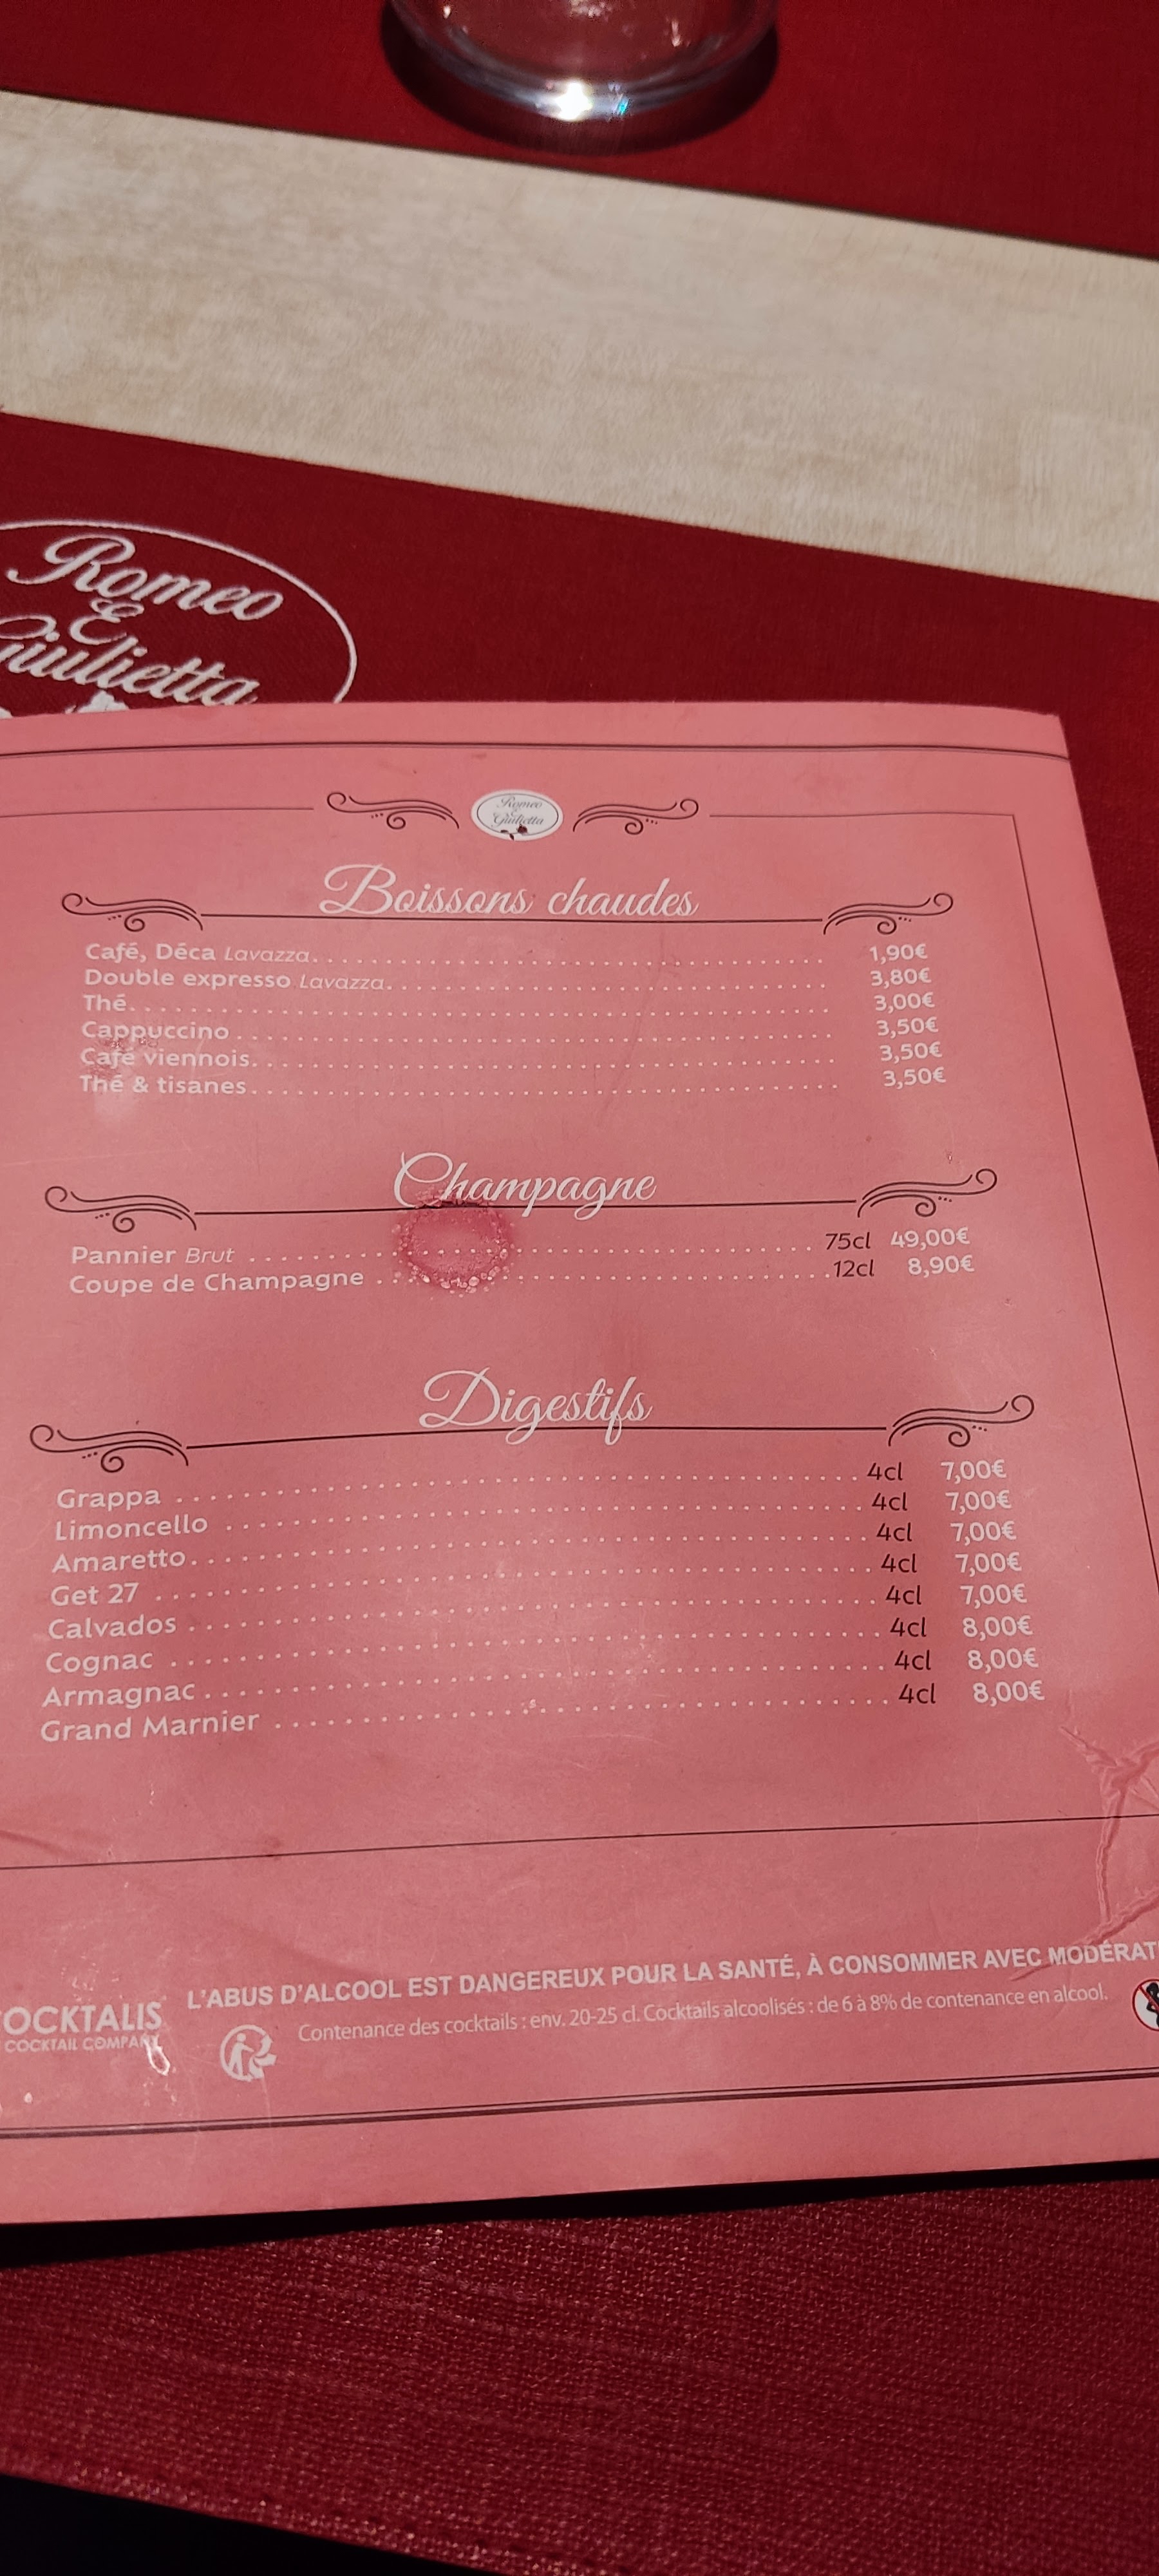 Romeo
E
Giulietta
Romeo
Giulietta
Boissons chaudes
Café, Déca Lavazza 1,90€
Double expresso Lavazza 3,80€
Thé 3,00€
Cappuccino 3,50€
Café viennois 3,50€
Thé & tisanes 3,50€
Champagne
Pannier Brut 75cl 49,00€
Coupe de Champagne 12cl 8,90€
Digestifs
Grappa 4cl 7,00€
Limoncello 4cl 7,00€
Amaretto 4cl 7,00€
Get 27 4cl 7,00€
Calvados 4cl 7,00€
Cognac 4cl 8,00€
Armagnac 4cl 8,00€
Grand Marnier 4cl 8,00€
L'ABUS D'ALCOOL EST DANGEREUX POUR LA SANTÉ, À CONSOMMER AVEC MODÉRAT
OCKTALIS
COCKTAIL COMPANY
Contenance des cocktails : env. 20-25 cl. Cocktails alcoolisés : de 6 à 8% de contenance en alcool.